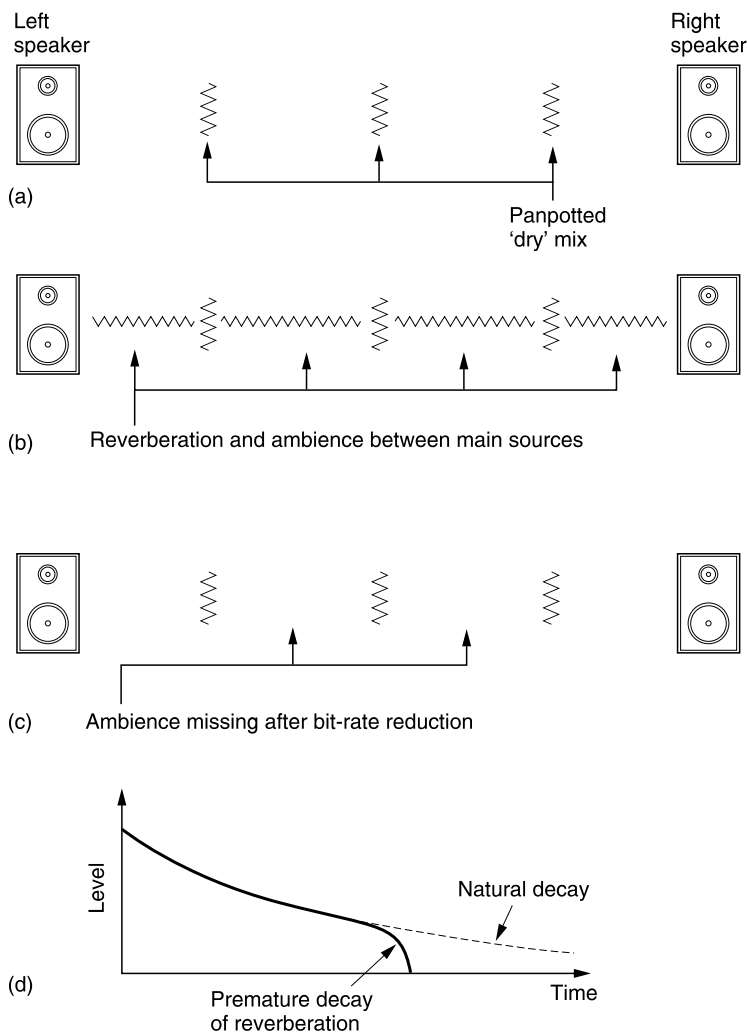 Left
speaker
Right
speaker
(a)
Panpotted
‘dry’ mix
(b)
Reverberation and ambience between main sources
(c)
Ambience missing after bit-rate reduction
Level
Natural decay
(d)
Time
Premature decay
of reverberation